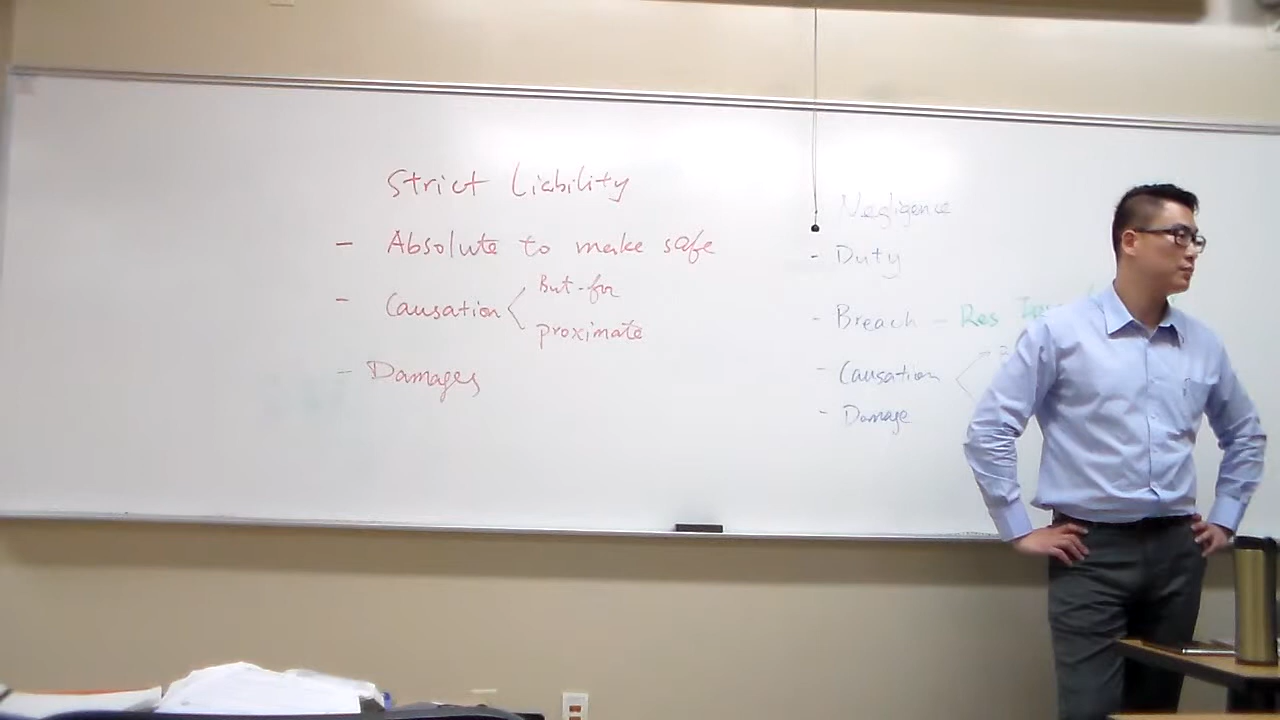 Strict Liability
- Absolute to make safe
- Causation < But-for
proximate
- Damages
Negligence
- Duty
- Breach - Res
- Causation <
- Damage